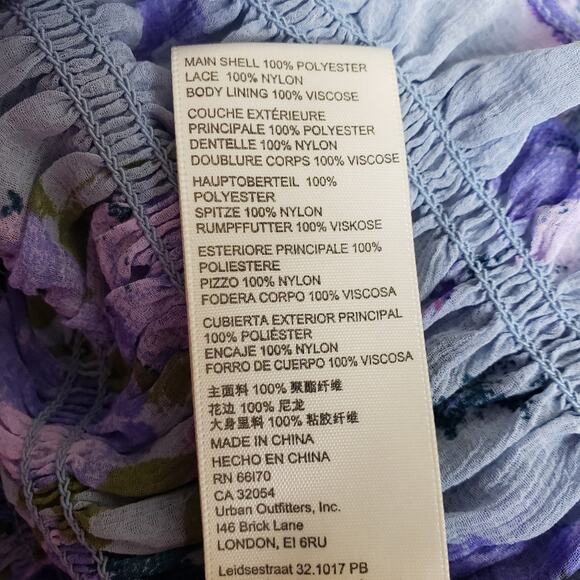 MAIN SHELL 100% POLYESTER
LACE 100% NYLON
BODY LINING 100% VISCOSE
COUCHE EXTÉRIEURE
PRINCIPALE 100% POLYESTER
DENTELLE 100% NYLON
DOUBLURE CORPS 100% VISCOSE
HAUPTOBERTEIL 100%
POLYESTER
SPITZE 100% NYLON
RUMPFFUTTER 100% VISKOSE
ESTERIORE PRINCIPALE 100%
POLIESTERE
PIZZO 100% NYLON
FODERA CORPO 100% VISCOSA
CUBIERTA EXTERIOR PRINCIPAL
100% POLIÉSTER
ENCAJE 100% NYLON
FORRO DE CUERPO 100% VISCOSA
主面料 100% 聚酯纤维
花边 100% 尼龙
大身里料 100% 粘胶纤维
MADE IN CHINA
HECHO EN CHINA
RN 66170
CA 32054
Urban Outfitters, Inc.
146 Brick Lane
LONDON, E1 6RU
Leidsestraat 32.1017 PB